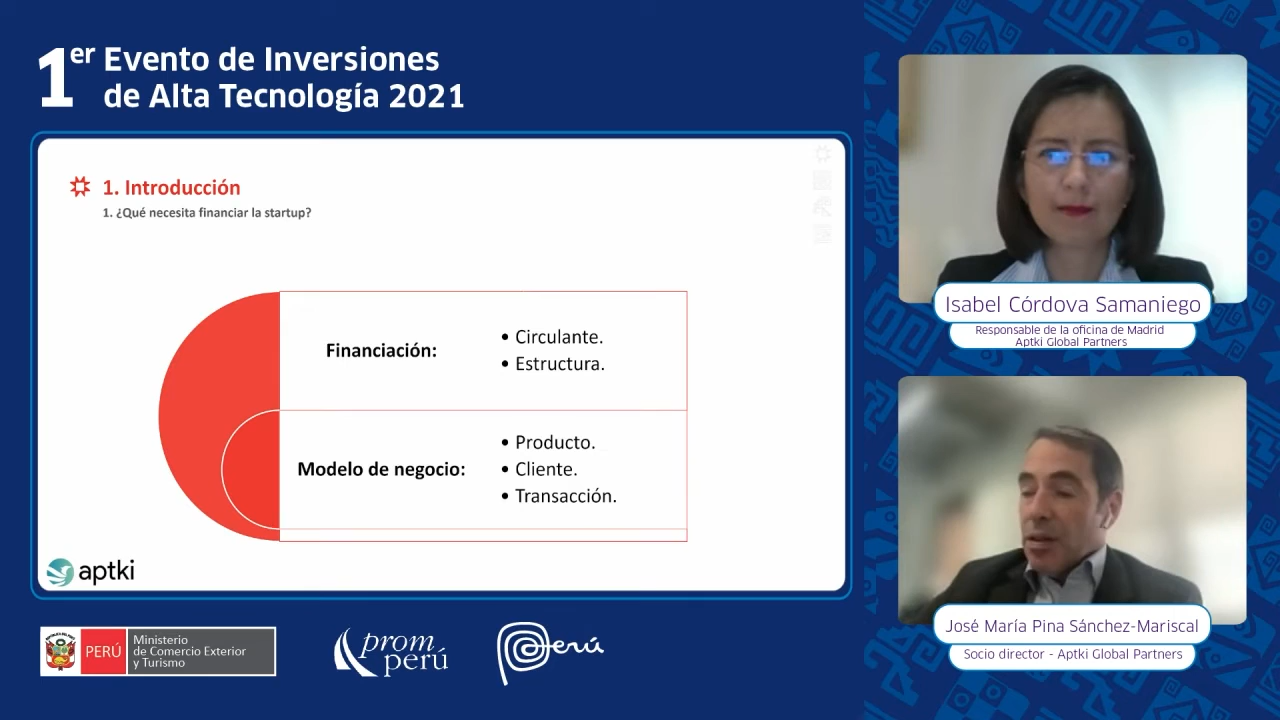 1er Evento de Inversiones
de Alta Tecnología 2021
1. Introducción
1. ¿Qué necesita financiar la startup?
Financiación:
• Circulante.
• Estructura.
Modelo de negocio:
• Producto.
• Cliente.
• Transacción.
aptki
PERÚ
Ministerio
de Comercio Exterior
y Turismo
prom
perú
Perú
Isabel Córdova Samaniego
Responsable de la oficina de Madrid
Aptki Global Partners
José María Pina Sánchez-Mariscal
Socio director - Aptki Global Partners